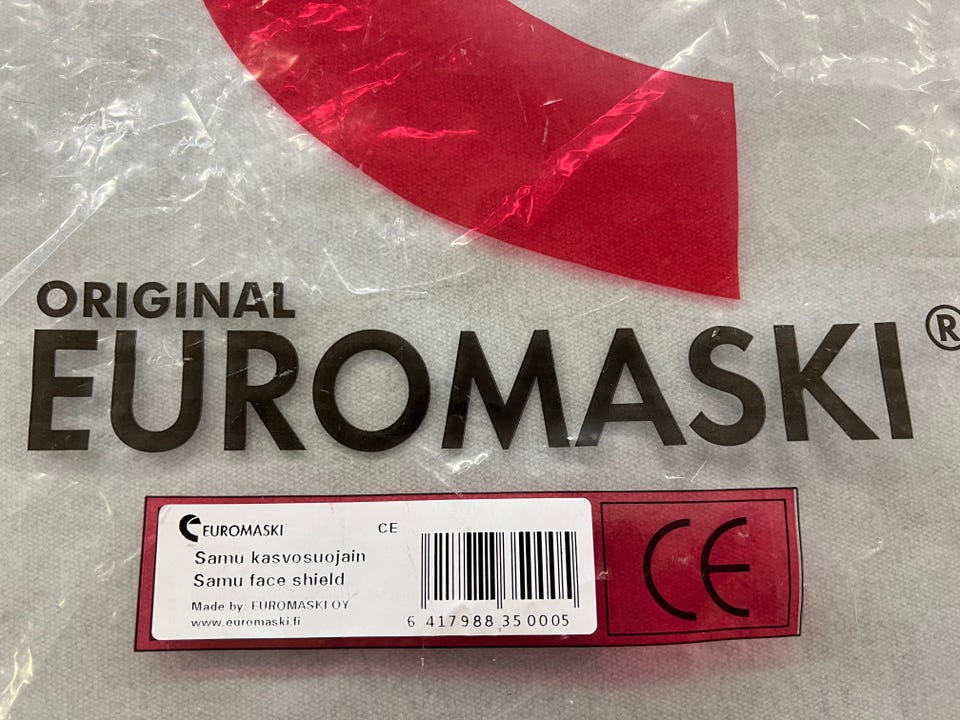 ORIGINAL
EUROMASKI®
EUROMASKI CE
Samu kasvosuojain
Samu face shield
Made by: EUROMASKI OY
www.euromaski.fi
6 417988 350005
CE